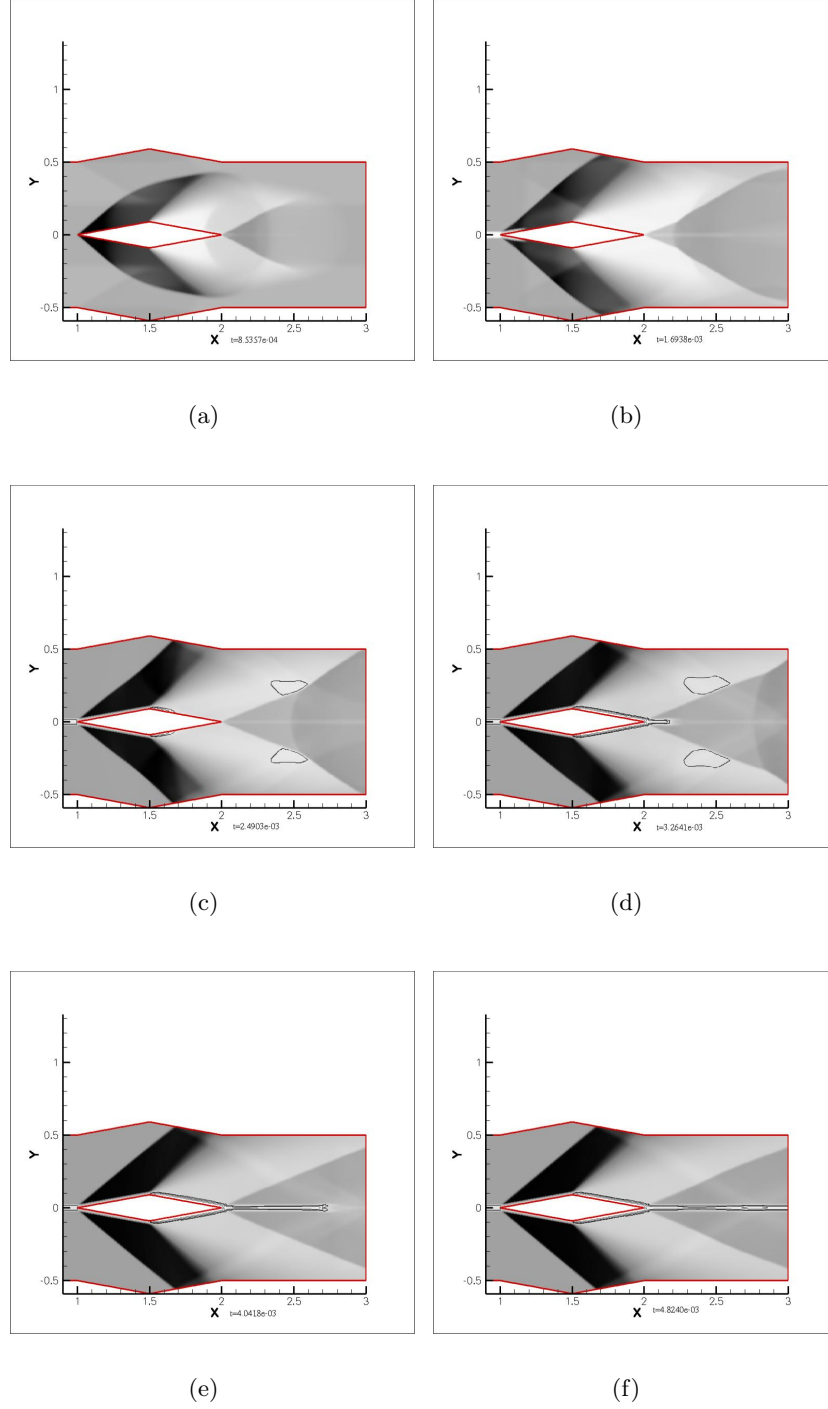 Y
1
0.5
0
-0.5
1
1.5
2
2.5
3
X
t=8.5357e-04
(a)
Y
1
0.5
0
-0.5
1
1.5
2
2.5
3
X
t=1.6938e-03
(b)
Y
1
0.5
0
-0.5
1
1.5
2
2.5
3
X
t=2.4903e-03
(c)
Y
1
0.5
0
-0.5
1
1.5
2
2.5
3
X
t=3.2641e-03
(d)
Y
1
0.5
0
-0.5
1
1.5
2
2.5
3
X
t=4.0418e-03
(e)
Y
1
0.5
0
-0.5
1
1.5
2
2.5
3
X
t=4.8240e-03
(f)